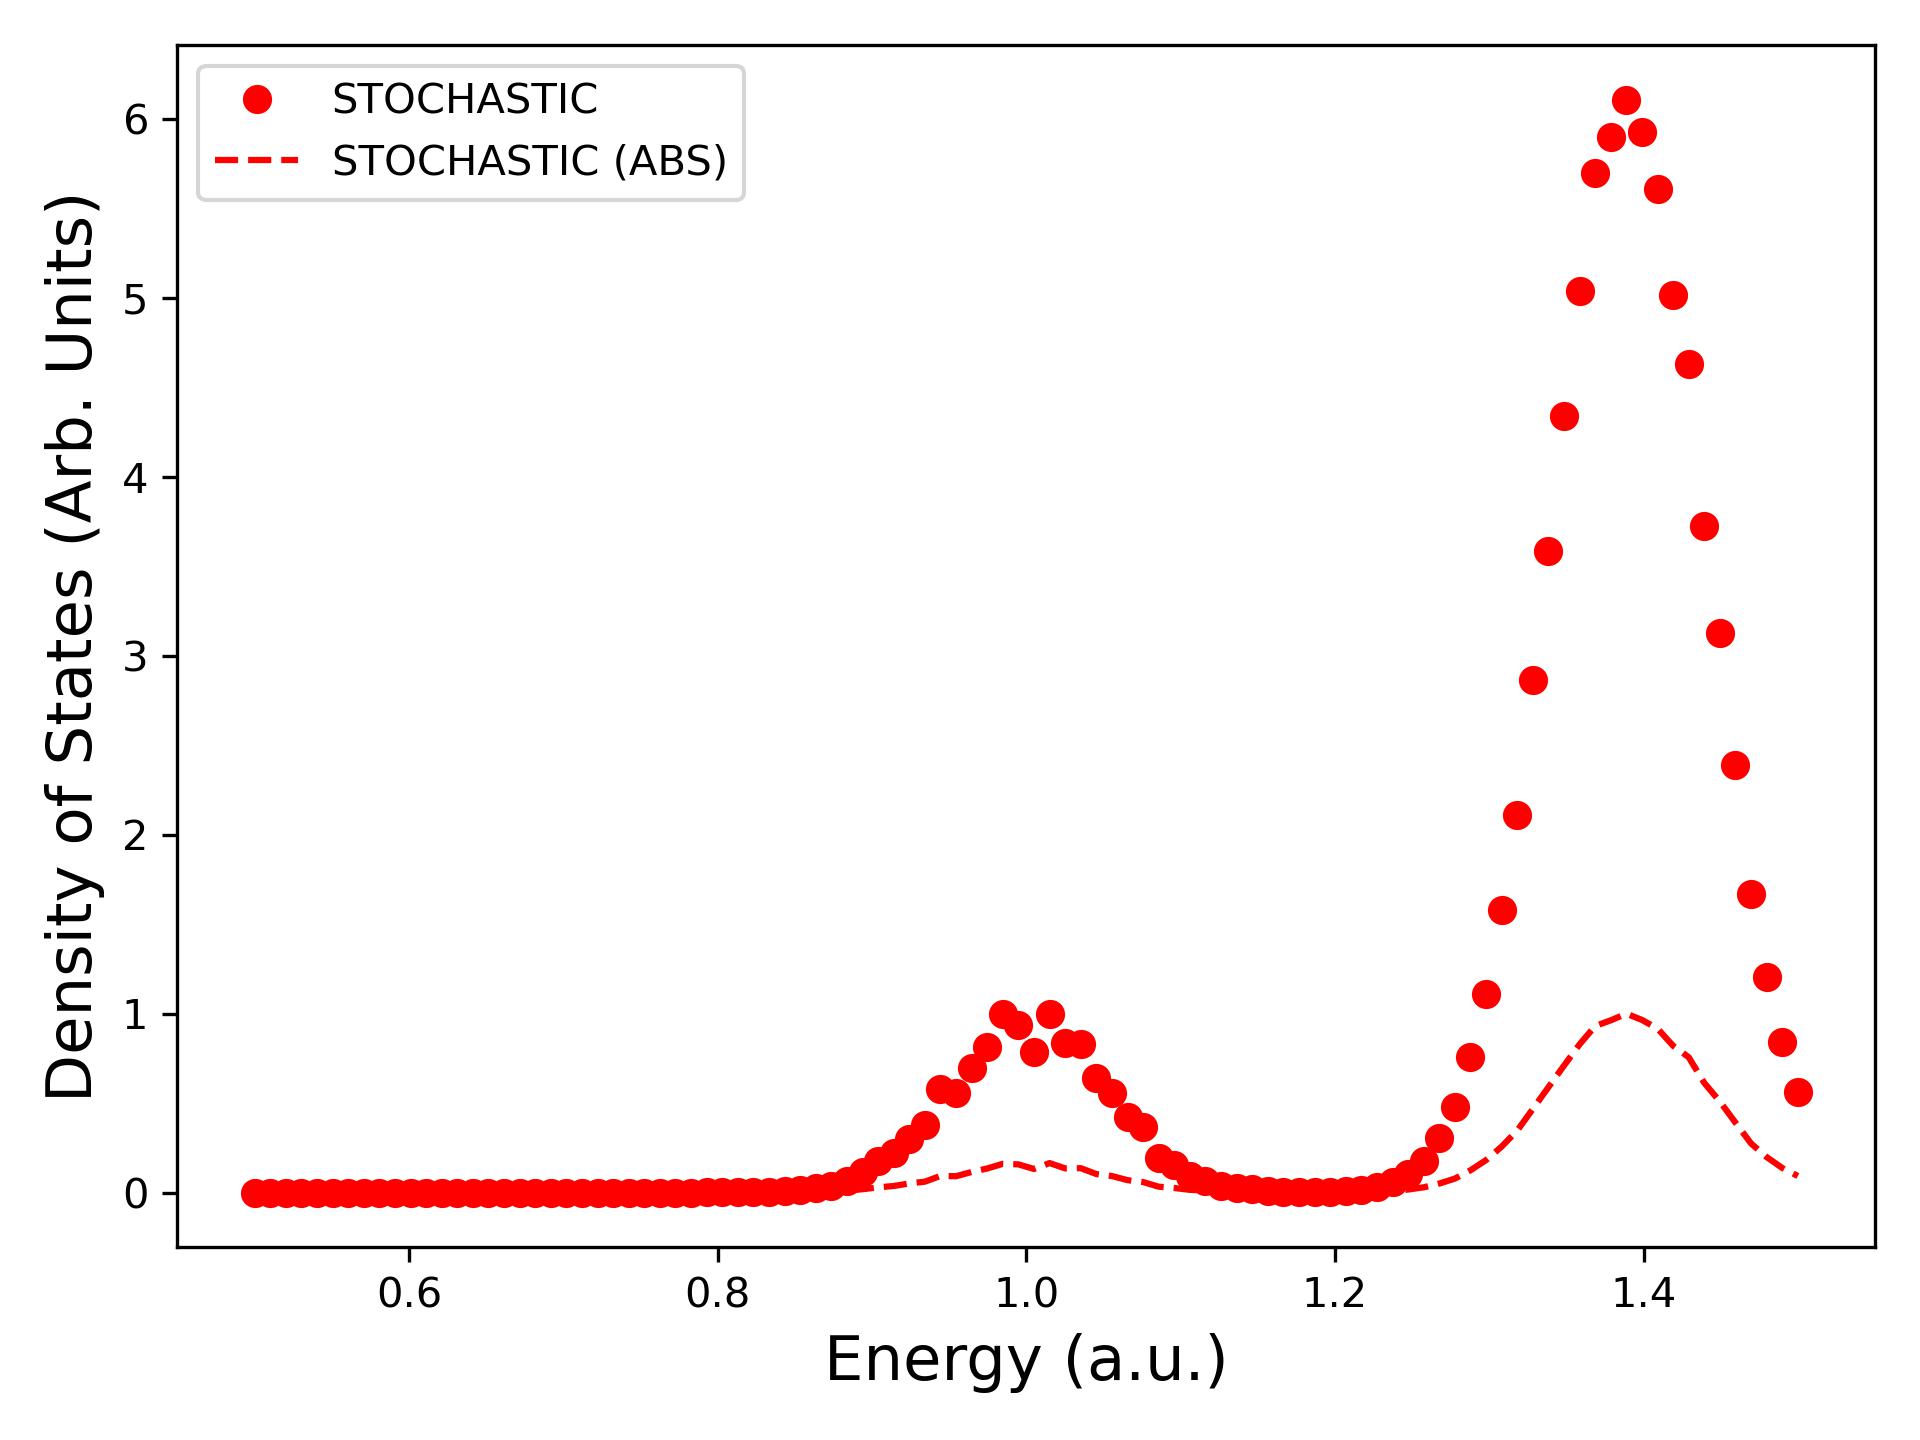 STOCHASTIC
STOCHASTIC (ABS)
Density of States (Arb. Units)
6
5
4
3
2
1
0
0.6 0.8 1.0 1.2 1.4
Energy (a.u.)